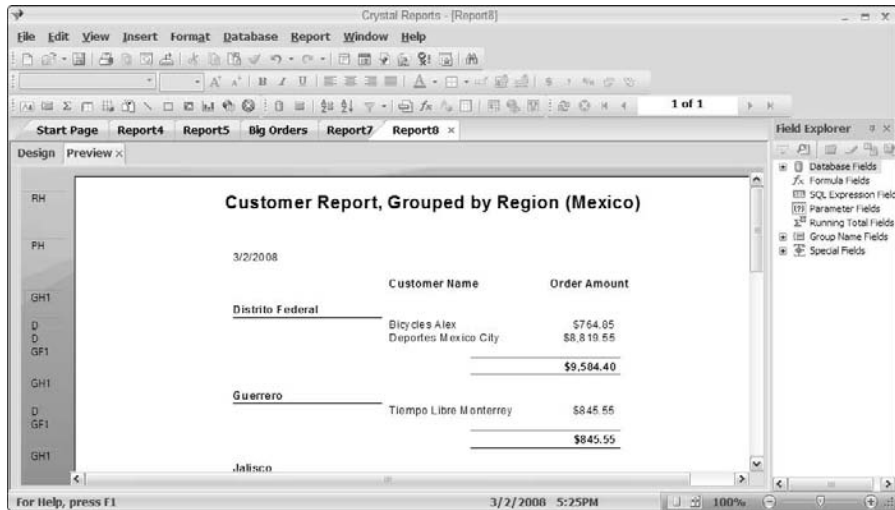 Crystal Reports - [Report8]
File Edit View Insert Format Database Report Window Help
1 of 1
Start Page Report4 Report5 Big Orders Report7 Report8 ×
Field Explorer
Design Preview ×
Database Fields
Formula Fields
SQL Expression Field
Parameter Fields
Running Total Fields
Group Name Fields
Special Fields
RH
Customer Report, Grouped by Region (Mexico)
PH
3/2/2008
Customer Name Order Amount
GH1
Distrito Federal
D Bicycles Alex $764.85
D Deportes Mexico City $8,819.55
GF1
$9,584.40
GH1
Guerrero
D Tiempo Libre Monterrey $845.55
GF1
$845.55
GH1
Jalisco
For Help, press F1 3/2/2008 5:25PM 100%